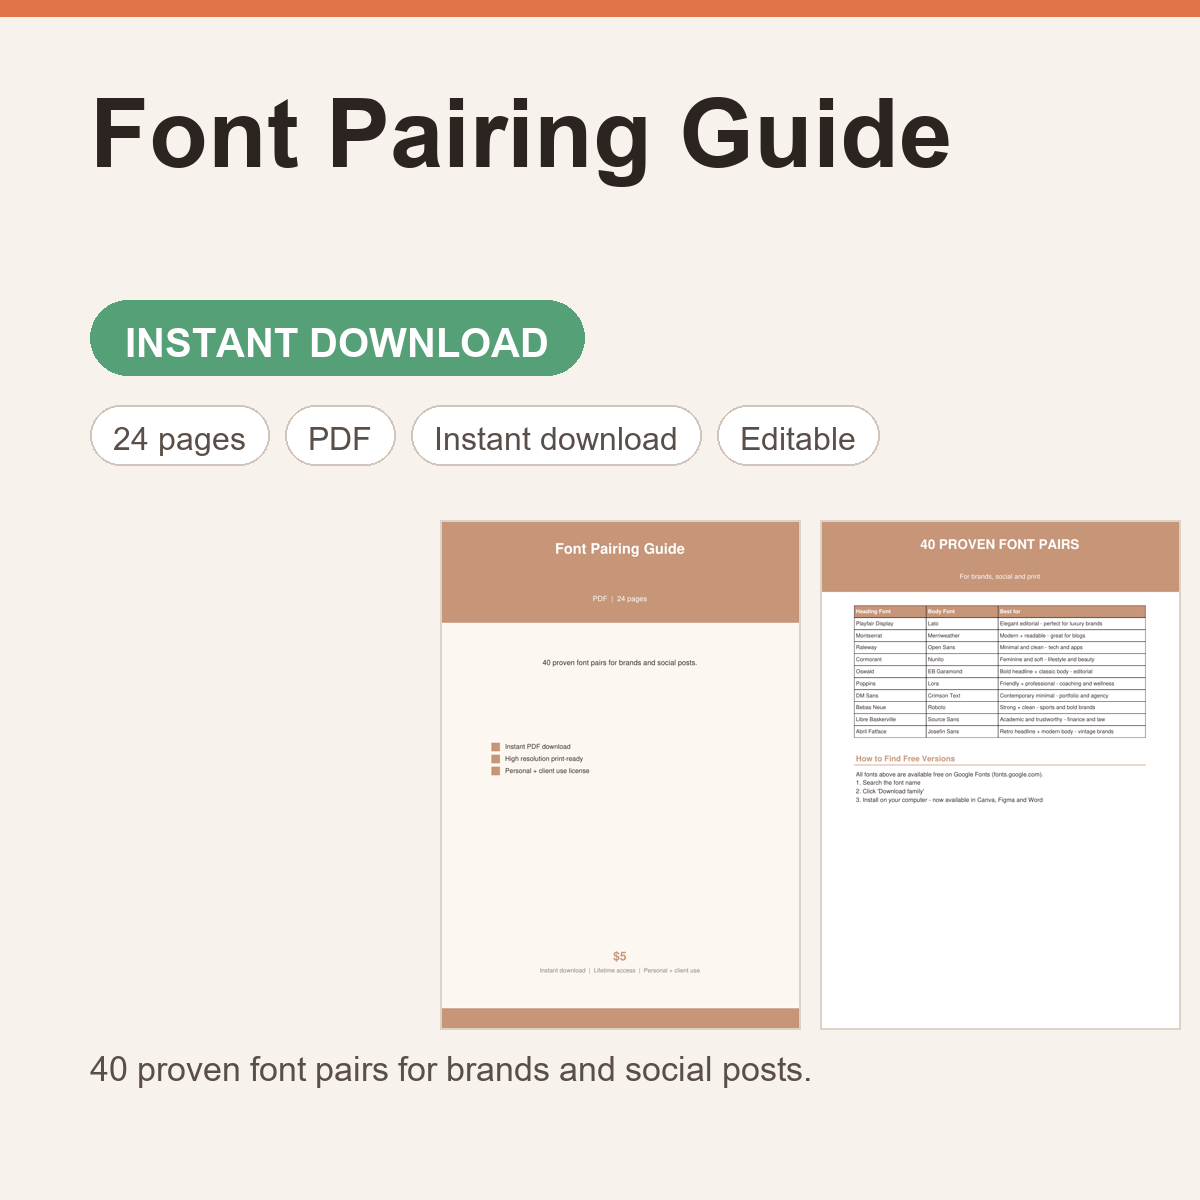 Font Pairing Guide
INSTANT DOWNLOAD
24 pages
PDF
Instant download
Editable
Font Pairing Guide
PDF | 24 pages
40 proven font pairs for brands and social posts.
Instant PDF download
High resolution print-ready
Personal + client use license
$5
Instant download | Lifetime access | Personal + client use
40 PROVEN FONT PAIRS
For brands, social and print
Heading Font Body Font Best for
Playfair Display Lato Elegant editorial - perfect for luxury brands
Montserrat Merriweather Modern + readable - great for blogs
Raleway Open Sans Minimal and clean - tech and apps
Cormorant Nunito Feminine and soft - lifestyle and beauty
Oswald EB Garamond Bold headline + classic body - editorial
Poppins Lora Friendly + professional - coaching and wellness
DM Sans Crimson Text Contemporary minimal - portfolio and agency
Bebas Neue Roboto Strong + clean - sports and bold brands
Libre Baskerville Source Sans Academic and trustworthy - finance and law
Abril Fatface Josefin Sans Retro headline + modern body - vintage brands
How to Find Free Versions
All fonts above are available free on Google Fonts (fonts.google.com).
1. Search the font name
2. Click 'Download family'
3. Install on your computer - now available in Canva, Figma and Word
40 proven font pairs for brands and social posts.